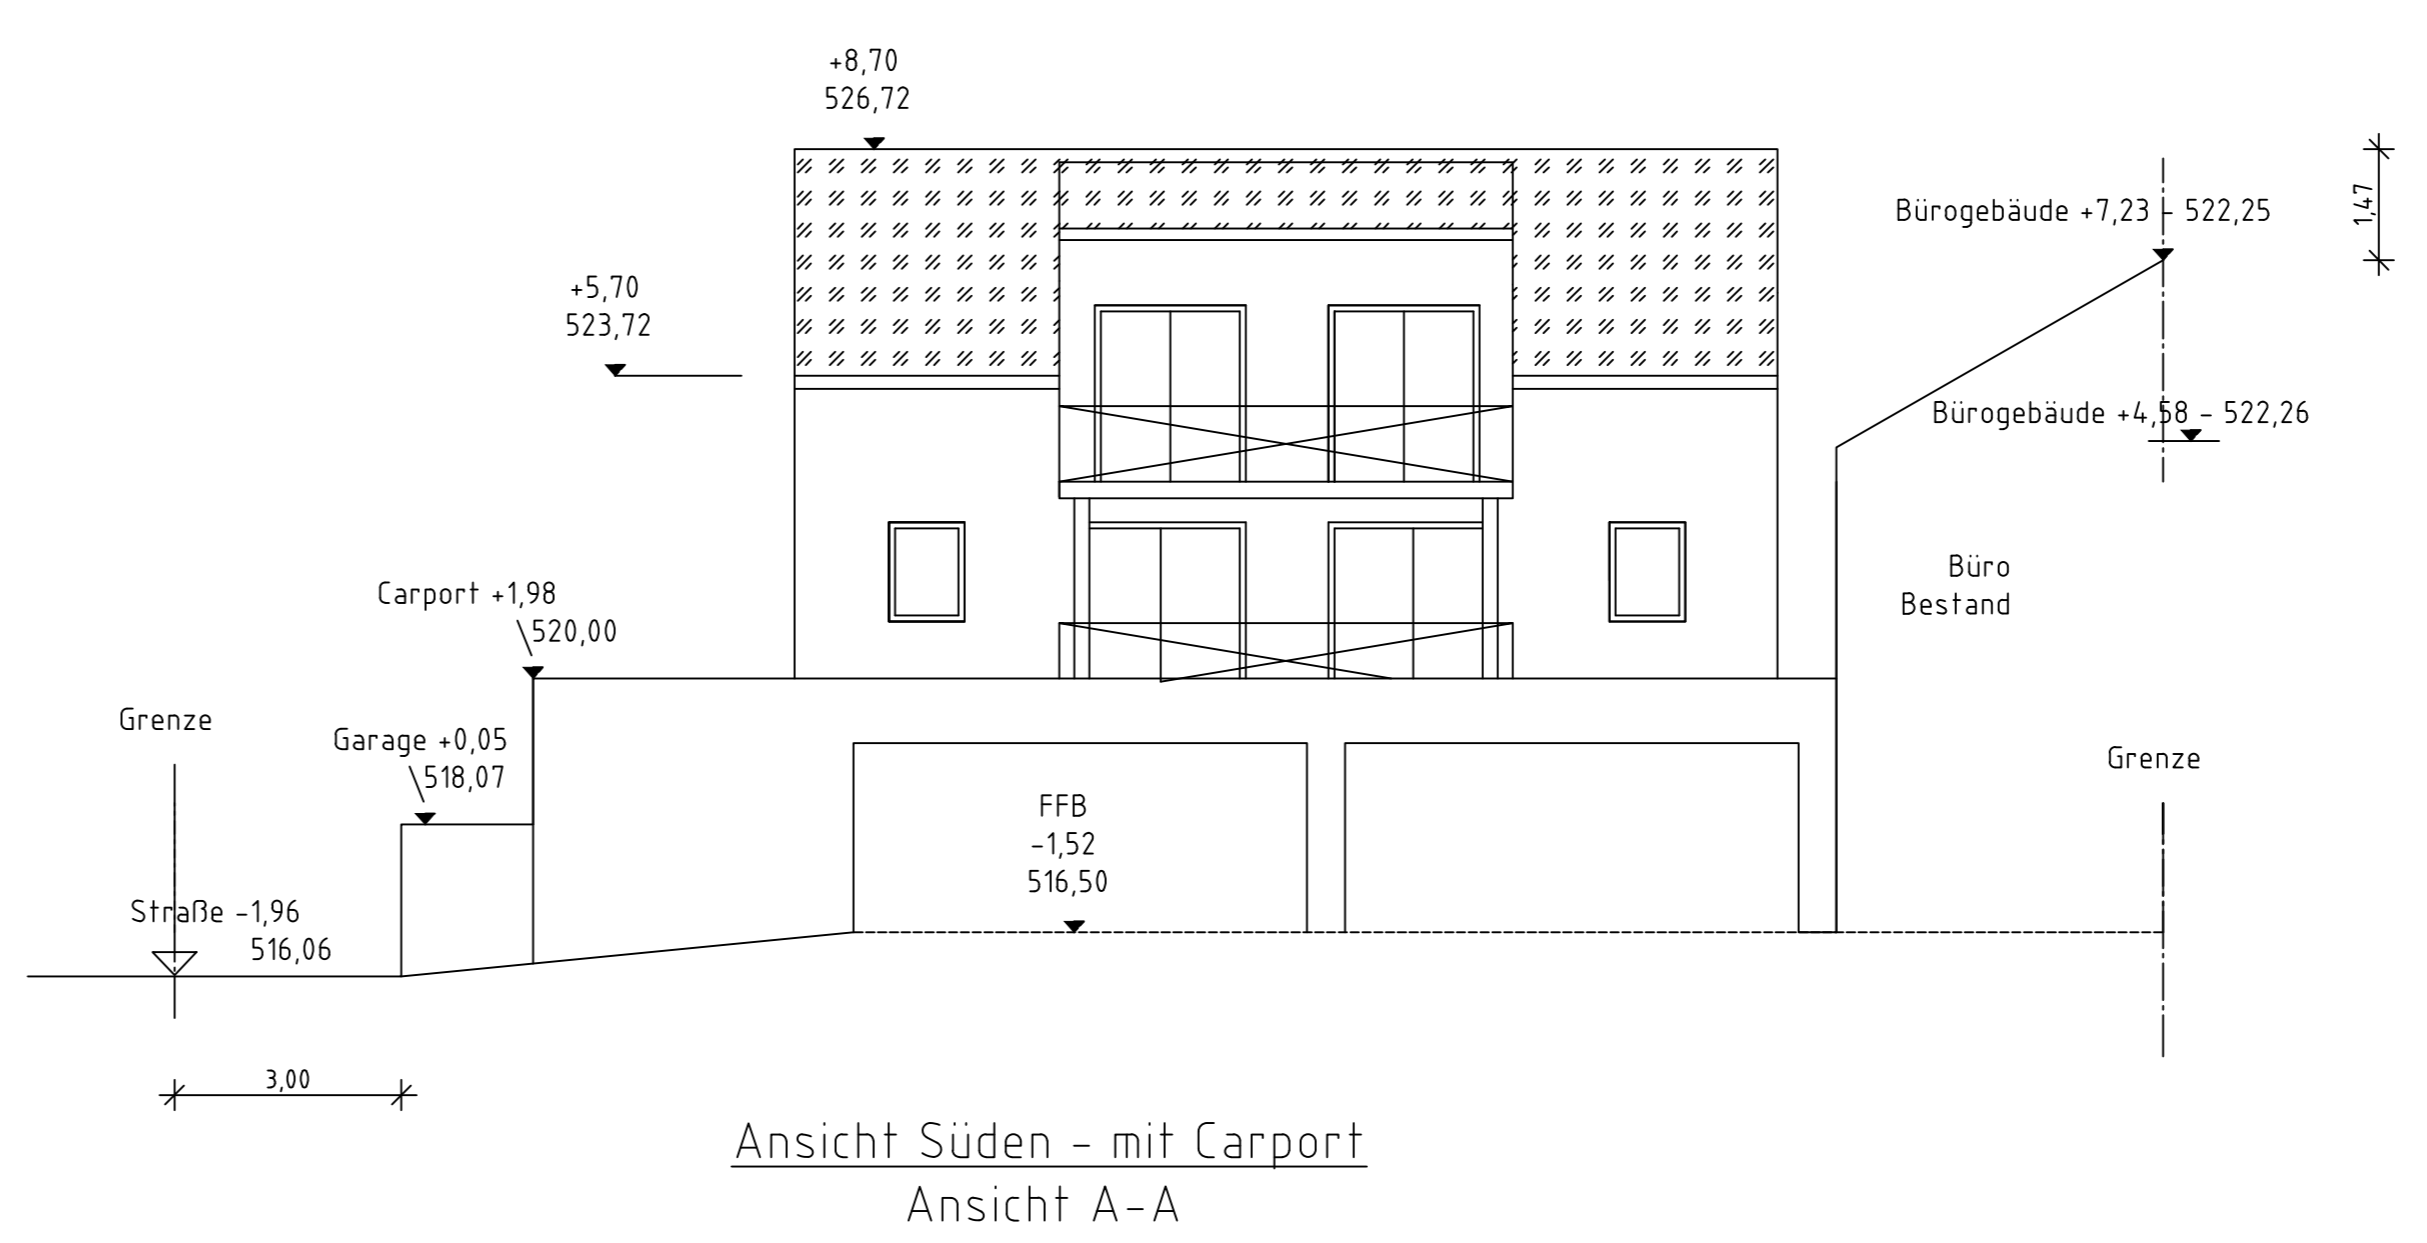 +8,70
526,72
Bürogebäude +7,23 - 522,25
1,47
+5,70
523,72
Bürogebäude +4,58 - 522,26
Büro
Bestand
Carport +1,98
520,00
Grenze
Garage +0,05
518,07
Grenze
FFB
-1,52
516,50
Straße -1,96
516,06
3,00
Ansicht Süden - mit Carport
Ansicht A-A